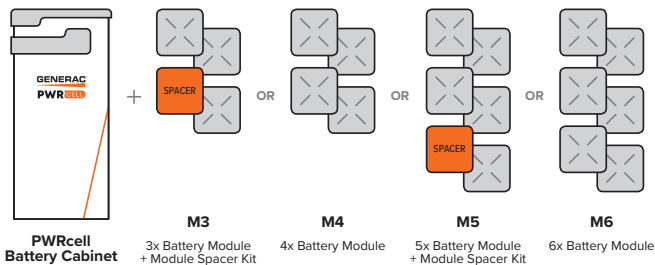 GENERAC
PWRCELL
PWRcell
Battery Cabinet
+
SPACER
M3
3x Battery Module
+ Module Spacer Kit
OR
M4
4x Battery Module
OR
SPACER
M5
5x Battery Module
+ Module Spacer Kit
OR
M6
6x Battery Module